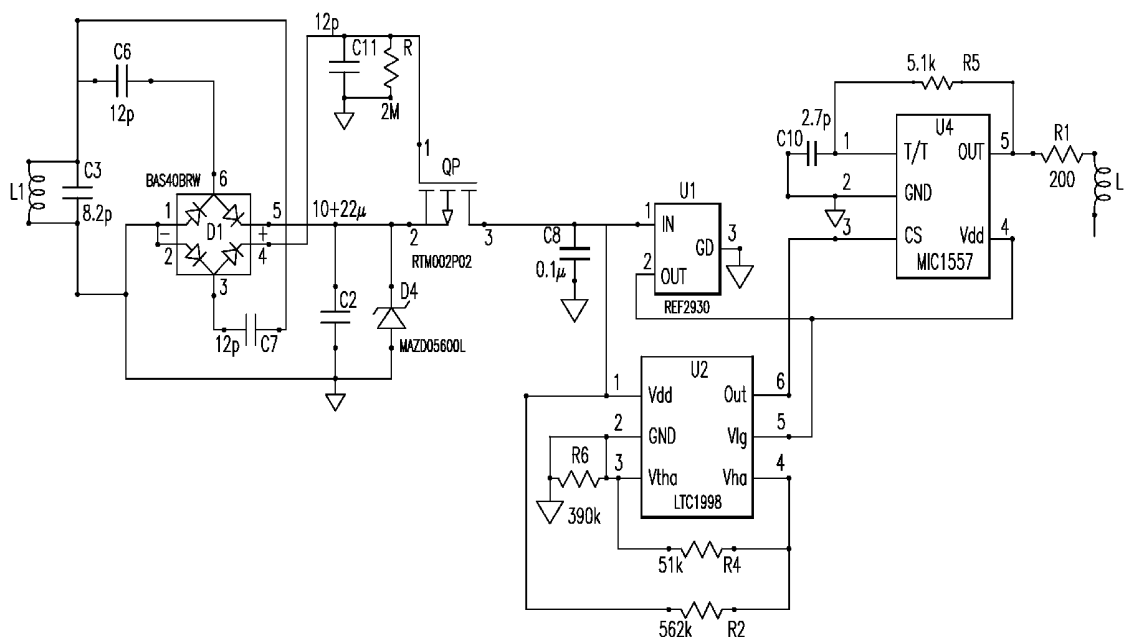 12p
C11
R
2M
C6
12p
L1
C3
8.2p
BAS40BRW
6
1
-
2
D1
5
+
4
3
12p
C7
10+22µ
C2
D4
MAZD05600L
1
QP
2
3
RTM002P02
C8
0.1µ
U1
1
IN
2
OUT
GD
3
REF2930
5.1k
R5
2.7p
C10
U4
1
T/T
OUT
5
2
GND
3
CS
Vdd
4
MIC1557
R1
200
L
U2
1
Vdd
Out
6
2
GND
Vlg
5
3
Vtha
Vha
4
LTC1998
R6
390k
51k
R4
562k
R2